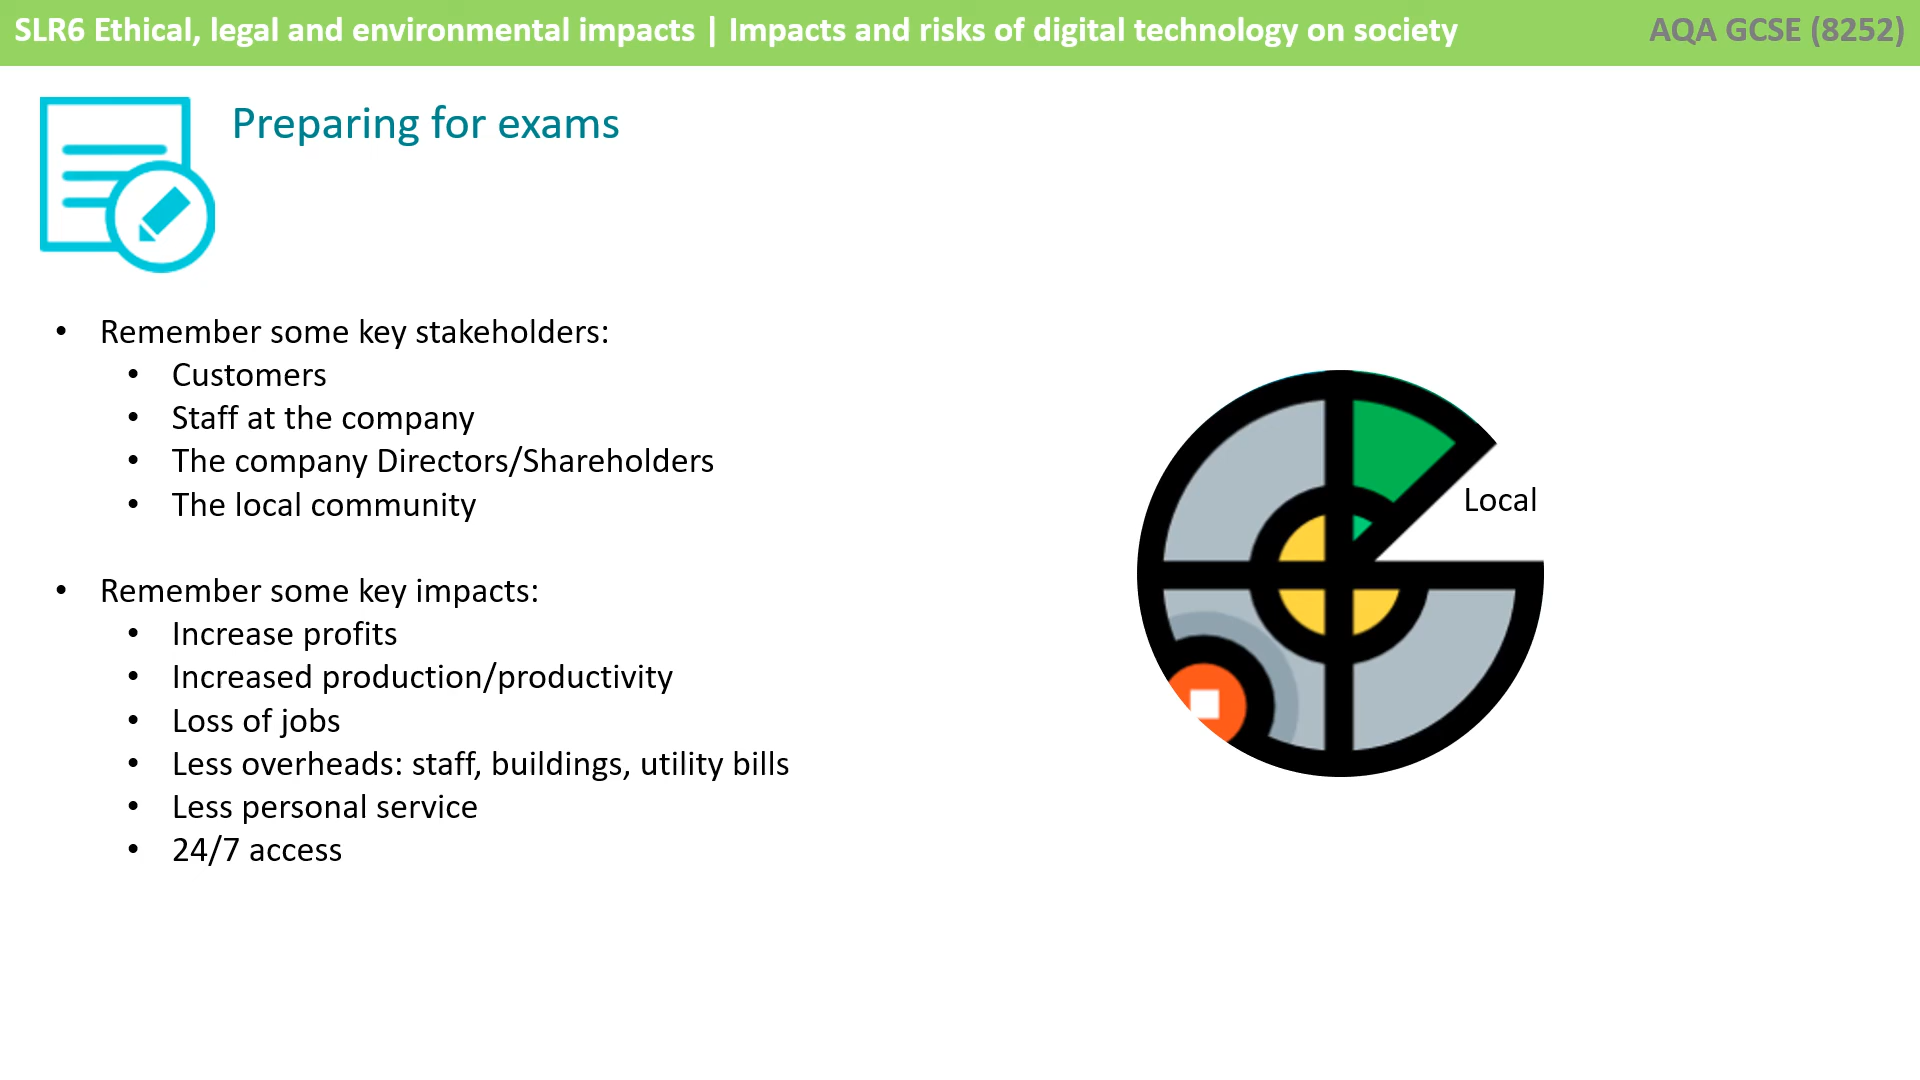 SLR6 Ethical, legal and environmental impacts | Impacts and risks of digital technology on society
AQA GCSE (8252)
Preparing for exams
• Remember some key stakeholders:
• Customers
• Staff at the company
• The company Directors/Shareholders
• The local community
• Remember some key impacts:
• Increase profits
• Increased production/productivity
• Loss of jobs
• Less overheads: staff, buildings, utility bills
• Less personal service
• 24/7 access
Local